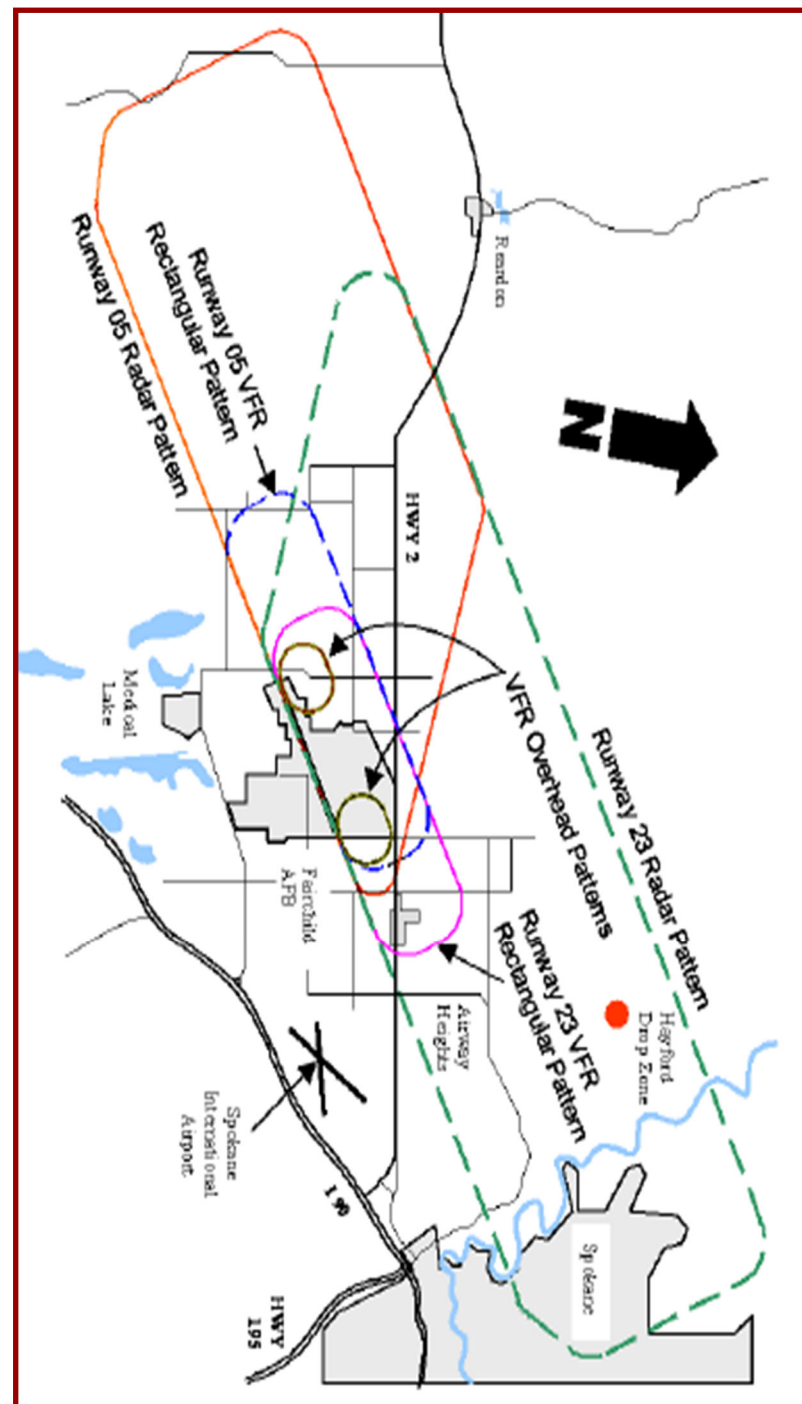 Reardon
Runway 05 VFR
Rectangular Pattern
Runway 05 Radar Pattern
N
HWY 2
VFR Overhead Patterns
Runway 23 Radar Pattern
Medical
Lake
Fairchild
AFB
Runway 23 VFR
Rectangular Pattern
Hayford
Drop Zone
Airway
Heights
Spokane
International
Airport
I 90
Spokane
HWY
195